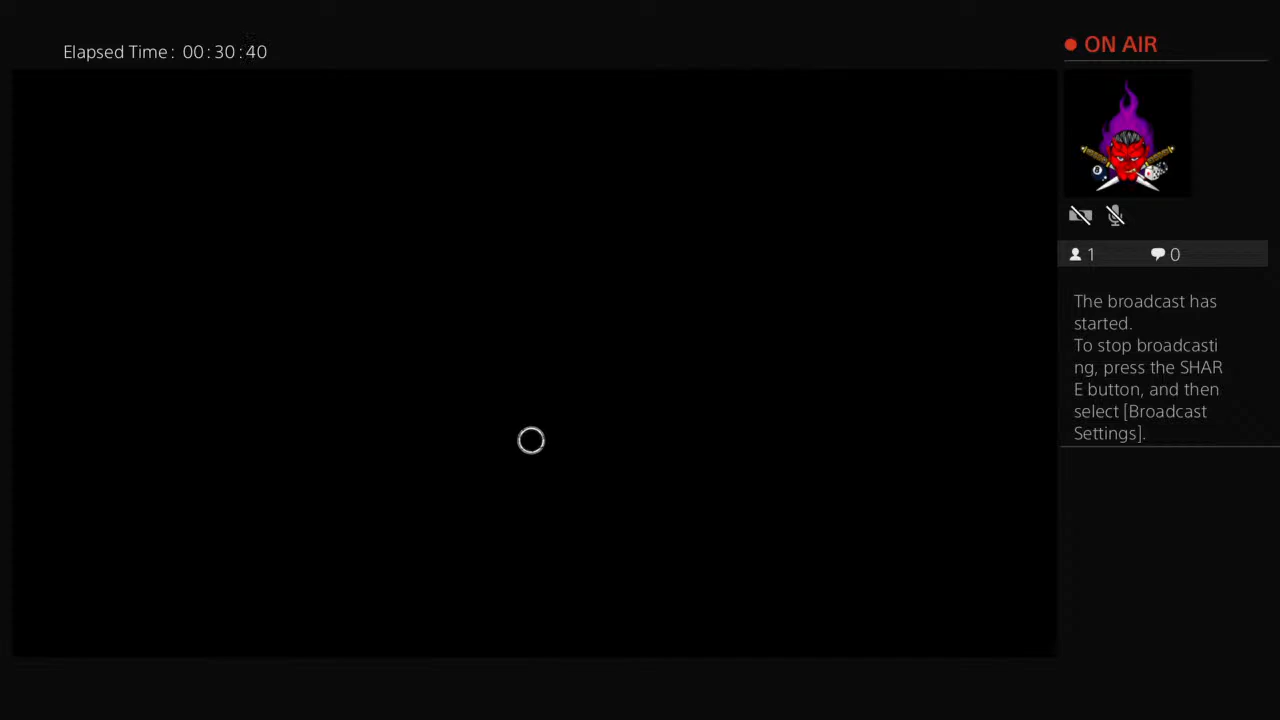 Elapsed Time: 00:30:40
ON AIR
1 0
The broadcast has
started.
To stop broadcasti
ng, press the SHAR
E button, and then
select [Broadcast
Settings].